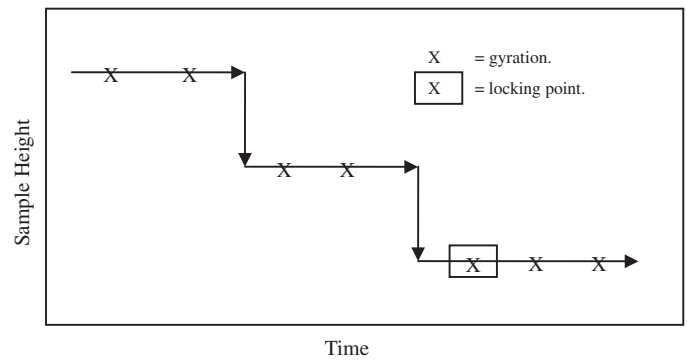 X = gyration.
X = locking point.
X X
X X
X X X
Sample Height
Time